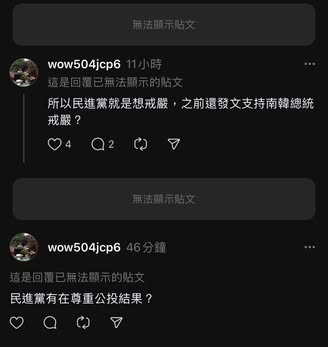 無法顯示貼文
wow504jcp6 11小時
這是回覆已無法顯示的貼文
所以民進黨就是想戒嚴，之前還發文支持南韓總統
戒嚴？
4 2
無法顯示貼文
wow504jcp6 46分鐘
這是回覆已無法顯示的貼文
民進黨有在尊重公投結果？